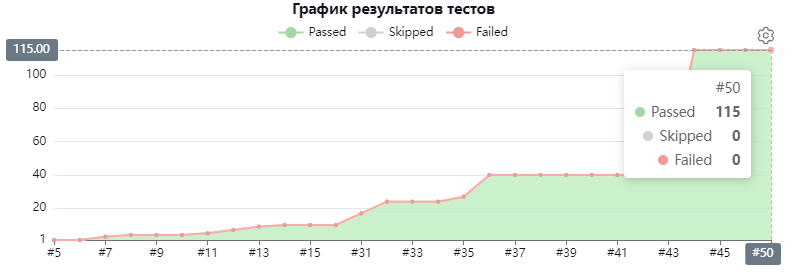 График результатов тестов
Passed Skipped Failed
115.00
100
80
60
40
20
1
#50
Passed 115
Skipped 0
Failed 0
#5 #7 #9 #11 #13 #15 #31 #33 #35 #37 #39 #41 #43 #45 #50